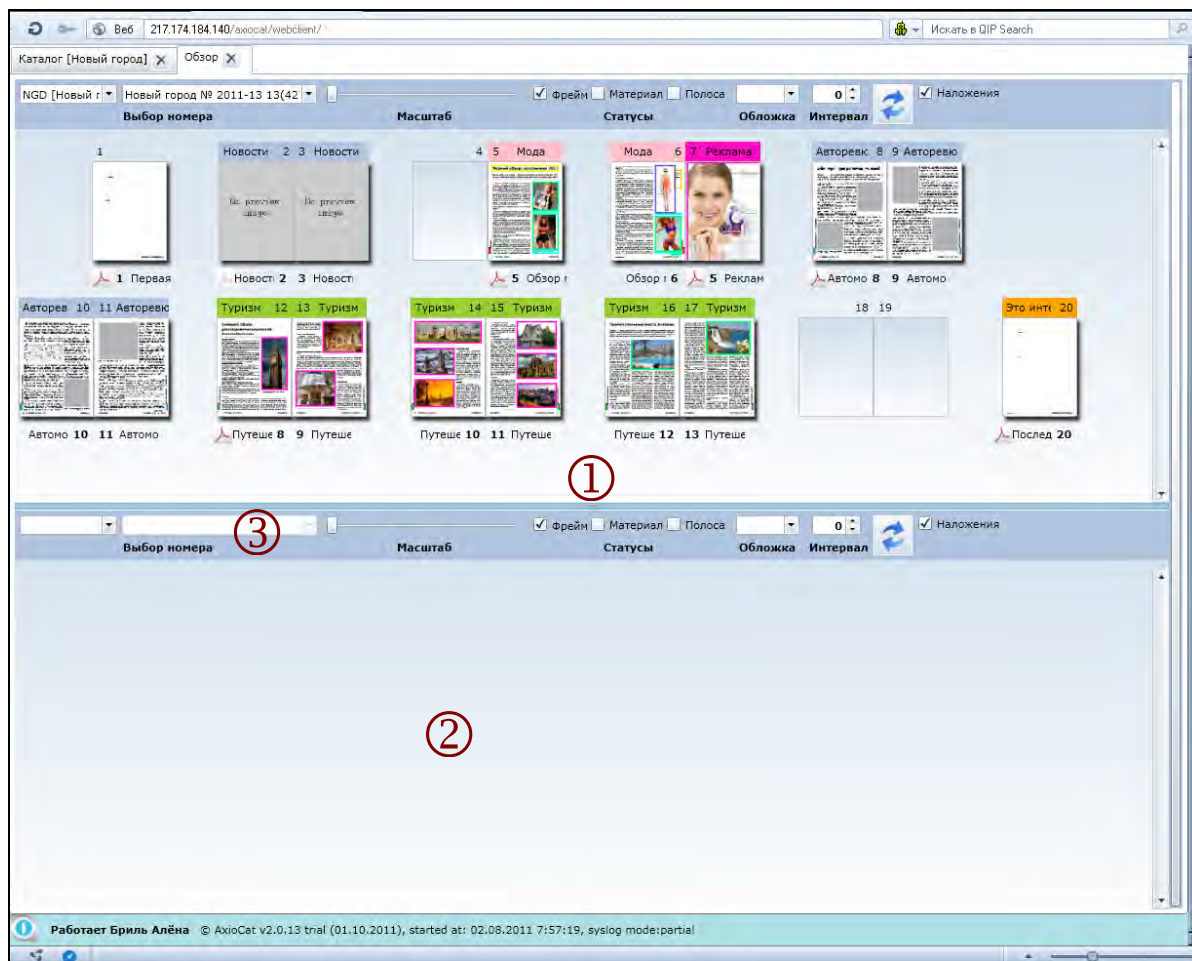 Веб 217.174.184.140/axiocat/webclient/ Искать в QIP Search
Каталог [Новый город] Обзор
NGD [Новый г Новый город № 2011-13 13(42 Фрейм Материал Полоса 0 Наложения
Выбор номера Масштаб Статусы Обложка Интервал
1 Новости 2 3 Новости 4 5 Мода Мода 6 7 Реклама Авторевю 8 9 Авторевю
No preview image No preview image
1 Первая Новост 2 3 Новост 5 Обзор г Обзор г 6 5 Реклам Автомо 8 9 Автомо
Авторев 10 11 Авторевю Туризм 12 13 Туризм Туризм 14 15 Туризм Туризм 16 17 Туризм 18 19 Это инте 20
Автомо 10 11 Автомо Путеше 8 9 Путеше Путеше 10 11 Путеше Путеше 12 13 Путеше Послед 20
1
3 Фрейм Материал Полоса 0 Наложения
Выбор номера Масштаб Статусы Обложка Интервал
2
Работает Бриль Алёна © AxioCat v2.0.13 trial (01.10.2011), started at: 02.08.2011 7:57:19, syslog mode:partial